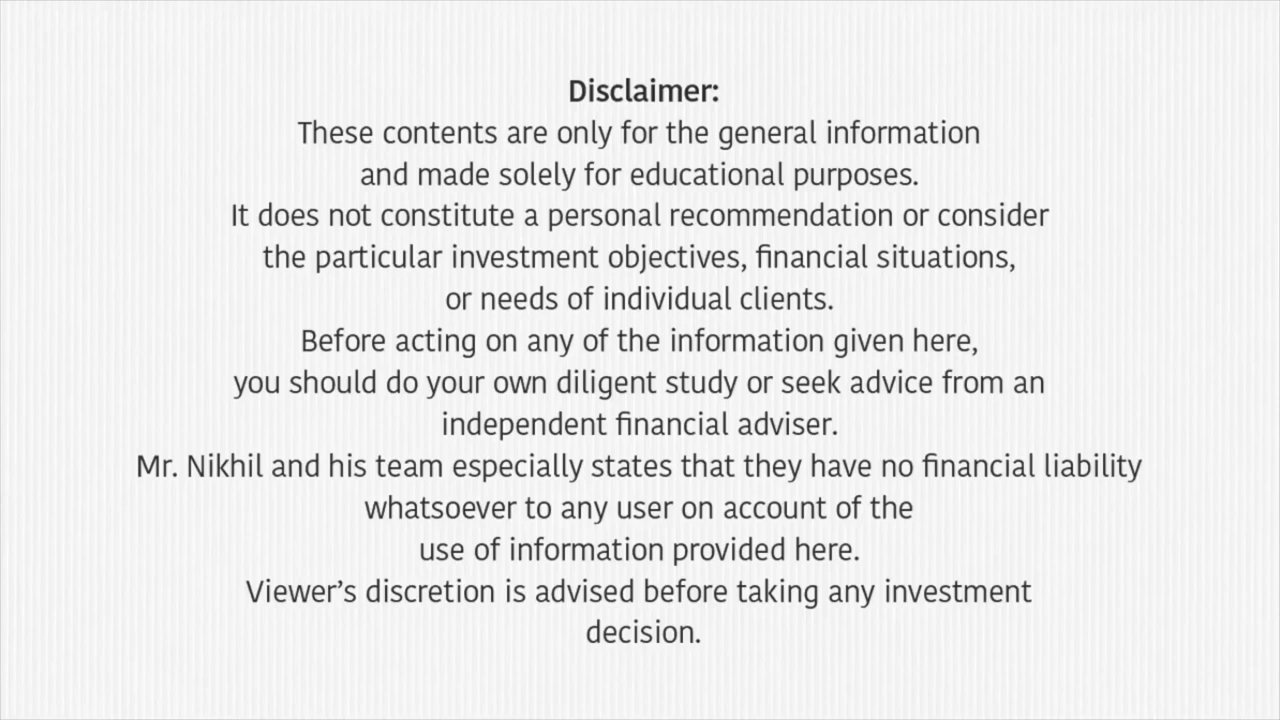 Disclaimer:
These contents are only for the general information
and made solely for educational purposes.
It does not constitute a personal recommendation or consider
the particular investment objectives, financial situations,
or needs of individual clients.
Before acting on any of the information given here,
you should do your own diligent study or seek advice from an
independent financial adviser.
Mr. Nikhil and his team especially states that they have no financial liability
whatsoever to any user on account of the
use of information provided here.
Viewer’s discretion is advised before taking any investment
decision.